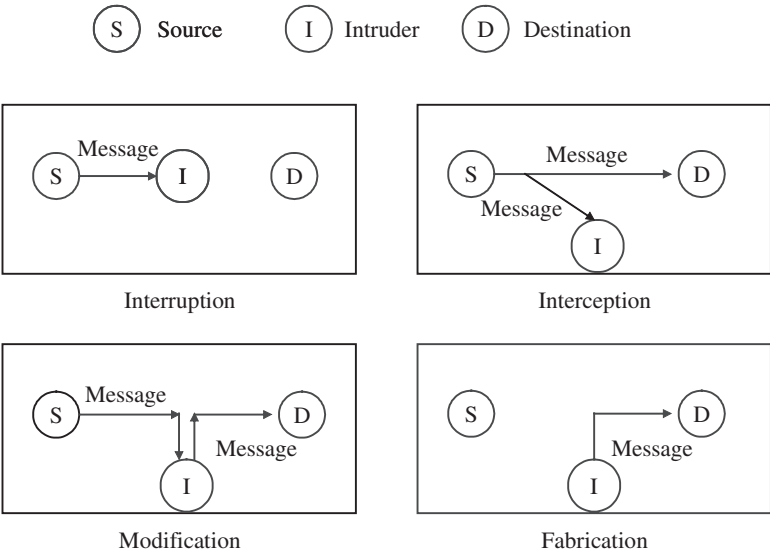 S Source I Intruder D Destination
Message
S I D
Interruption
Message
S D
Message
I
Interception
Message
S D
Message
I
Modification
S D
Message
I
Fabrication